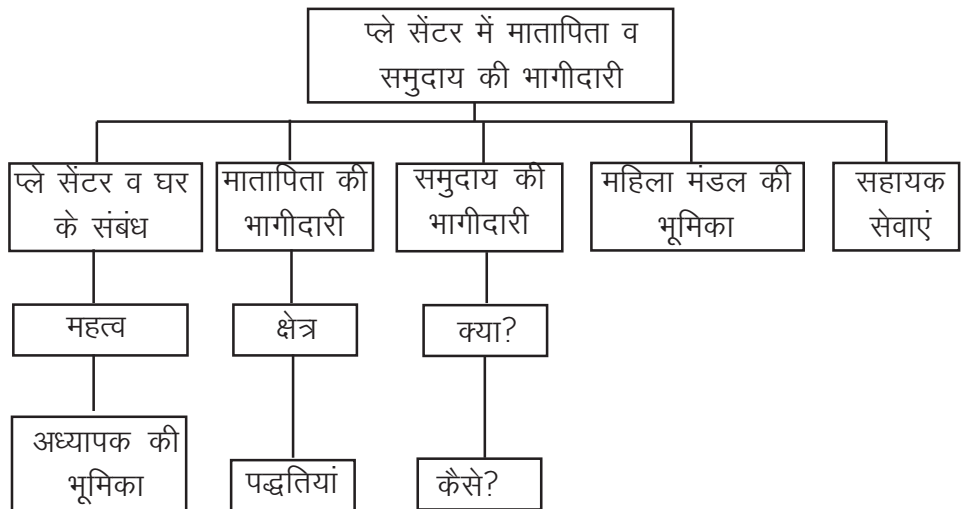 प्ले सेंटर में मातापिता व
समुदाय की भागीदारी
प्ले सेंटर व घर
के संबंध
मातापिता की
भागीदारी
समुदाय की
भागीदारी
महिला मंडल की
भूमिका
सहायक
सेवाएं
महत्व
क्षेत्र
क्या?
अध्यापक की
भूमिका
पद्धतियां
कैसे?